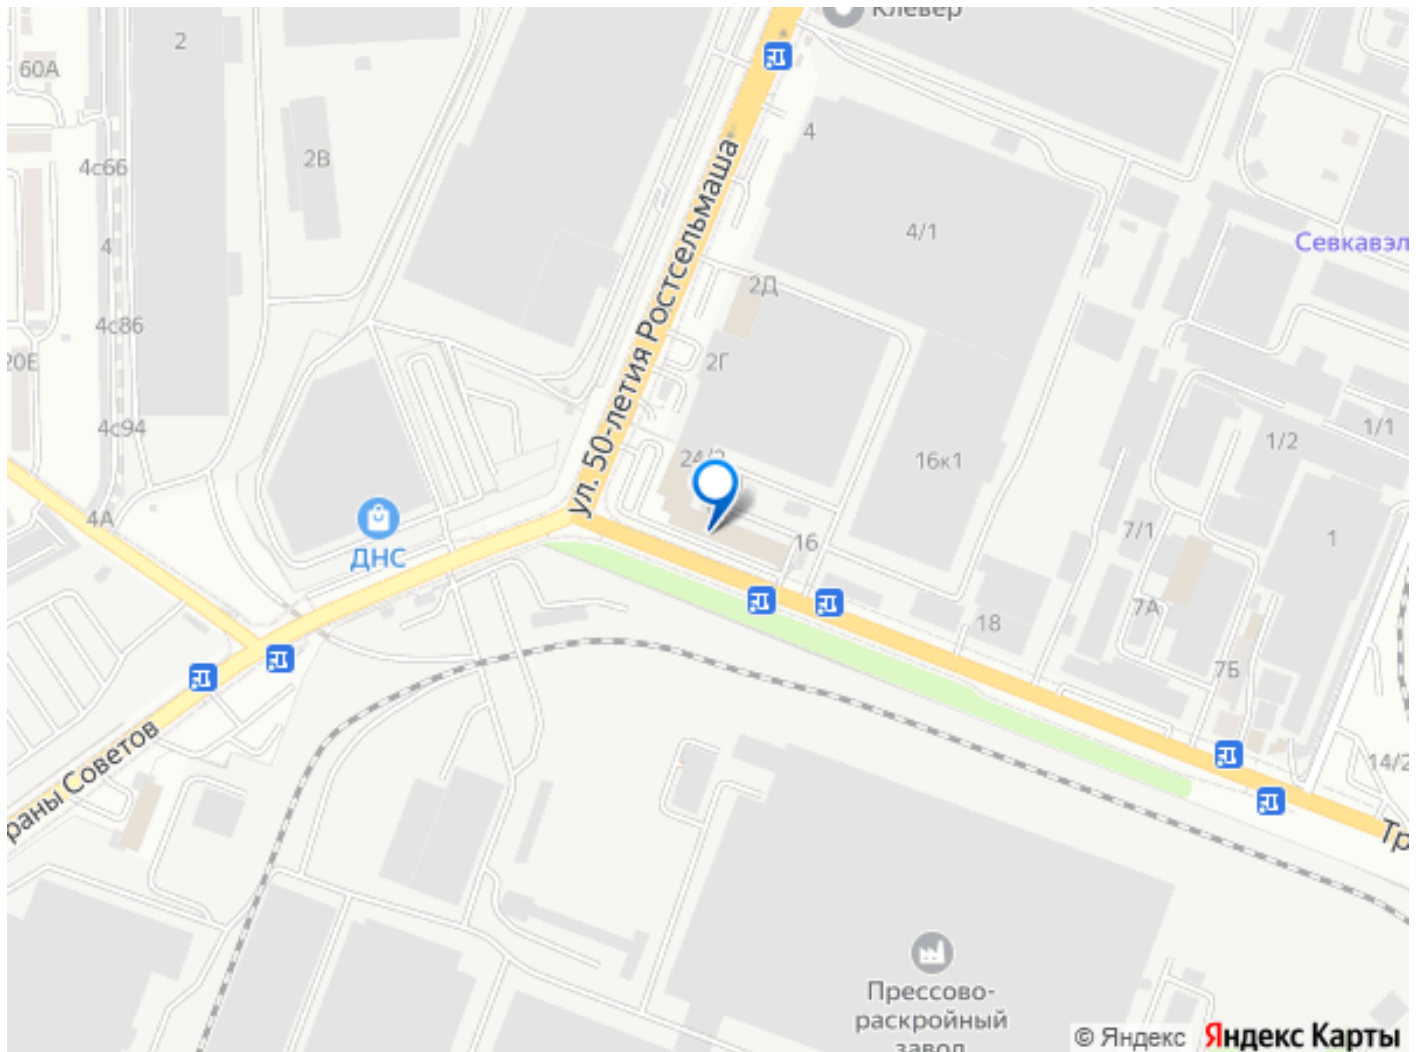 Клевер
2
60А
2В
4
4с66
4/1
4
Севкавэл
2Д
4с86
20Е
2Г
ул. 50-летия Ростсельмаша
4с94
1/1
1/2
24/2
16к1
4А
ДНС
16
7/1
1
7А
18
7Б
раны Советов
14/2
Тр
Прессово-
раскройный
завод
© Яндекс Яндекс Карты